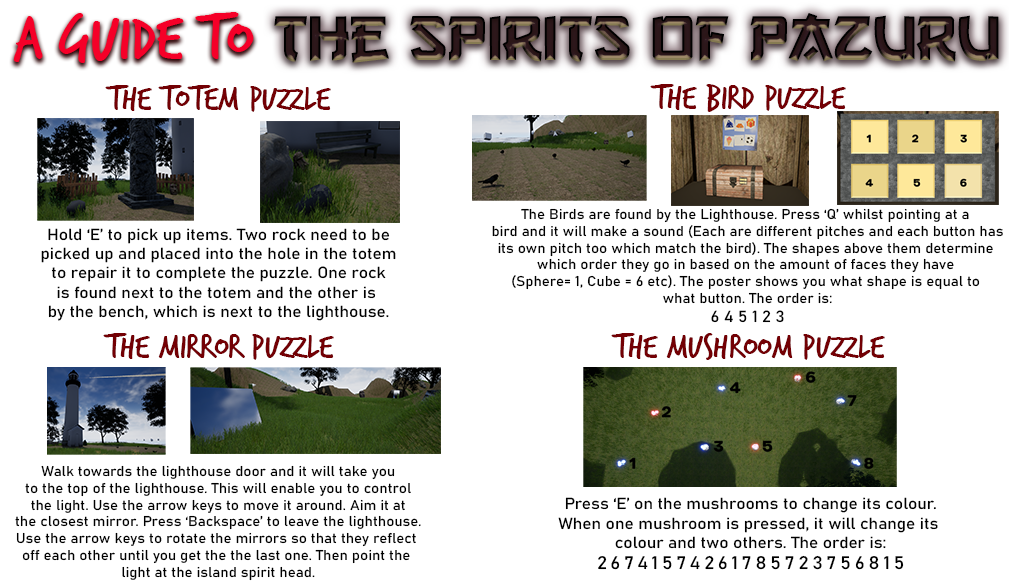 A GUIDE TO THE SPIRITS OF PAZURU
THE TOTEM PUZZLE
Hold ‘E’ to pick up items. Two rock need to be
picked up and placed into the hole in the totem
to repair it to complete the puzzle. One rock
is found next to the totem and the other is
by the bench, which is next to the lighthouse.
THE BIRD PUZZLE
1 2 3
4 5 6
The Birds are found by the Lighthouse. Press ‘Q’ whilst pointing at a
bird and it will make a sound (Each are different pitches and each button has
its own pitch too which match the bird). The shapes above them determine
which order they go in based on the amount of faces they have
(Sphere= 1, Cube = 6 etc). The poster shows you what shape is equal to
what button. The order is:
6 4 5 1 2 3
THE MIRROR PUZZLE
Walk towards the lighthouse door and it will take you
to the top of the lighthouse. This will enable you to control
the light. Use the arrow keys to move it around. Aim it at
the closest mirror. Press ‘Backspace’ to leave the lighthouse.
Use the arrow keys to rotate the mirrors so that they reflect
off each other until you get the the last one. Then point the
light at the island spirit head.
THE MUSHROOM PUZZLE
6
4
7
2
3
5
1
8
Press ‘E’ on the mushrooms to change its colour.
When one mushroom is pressed, it will change its
colour and two others. The order is:
2 6 7 4 1 5 7 4 2 6 1 7 8 5 7 2 3 7 5 6 8 1 5